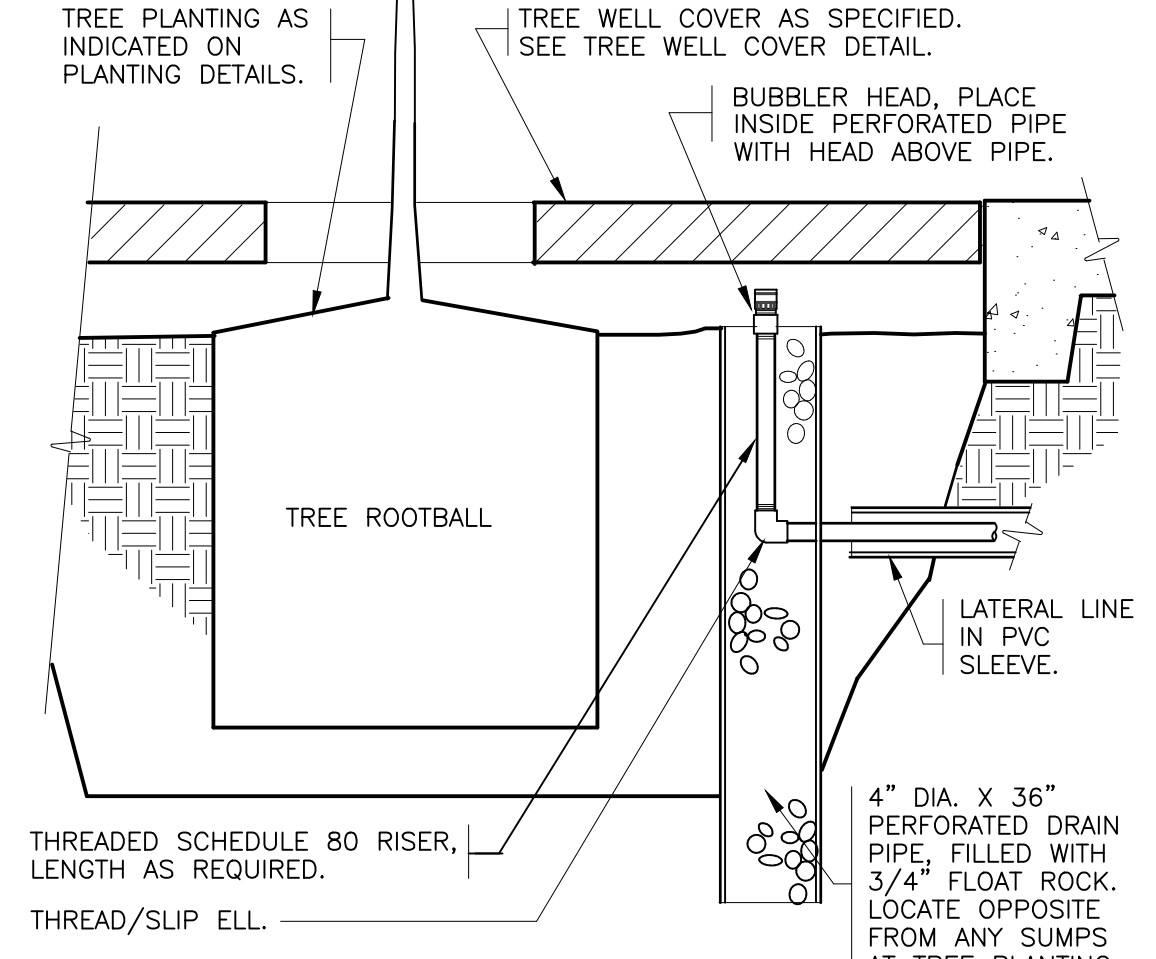 TREE PLANTING AS
INDICATED ON
PLANTING DETAILS.
TREE WELL COVER AS SPECIFIED.
SEE TREE WELL COVER DETAIL.
BUBBLER HEAD, PLACE
INSIDE PERFORATED PIPE
WITH HEAD ABOVE PIPE.
TREE ROOTBALL
LATERAL LINE
IN PVC
SLEEVE.
THREADED SCHEDULE 80 RISER,
LENGTH AS REQUIRED.
THREAD/SLIP ELL.
4” DIA. X 36”
PERFORATED DRAIN
PIPE, FILLED WITH
3/4” FLOAT ROCK.
LOCATE OPPOSITE
FROM ANY SUMPS
AT TREE PLANTING